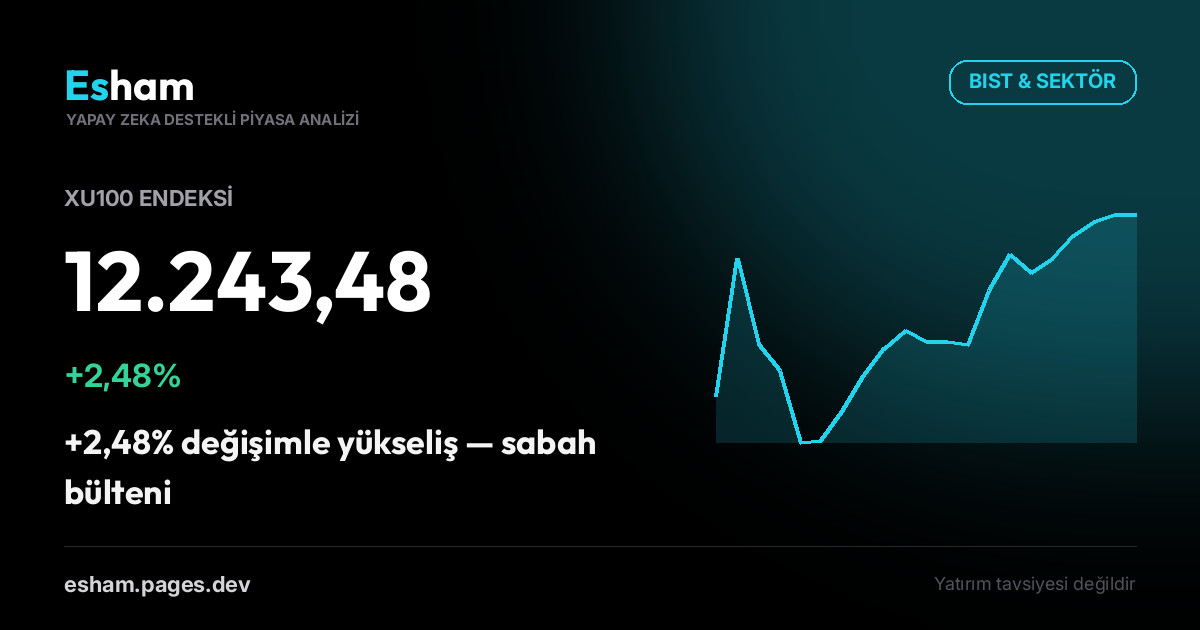 Esham
YAPAY ZEKA DESTEKLİ PİYASA ANALİZİ
BIST & SEKTÖR
XU100 ENDEKSİ
12.243,48
+2,48%
+2,48% değişimle yükseliş — sabah
bülteni
esham.pages.dev
Yatırım tavsiyesi değildir